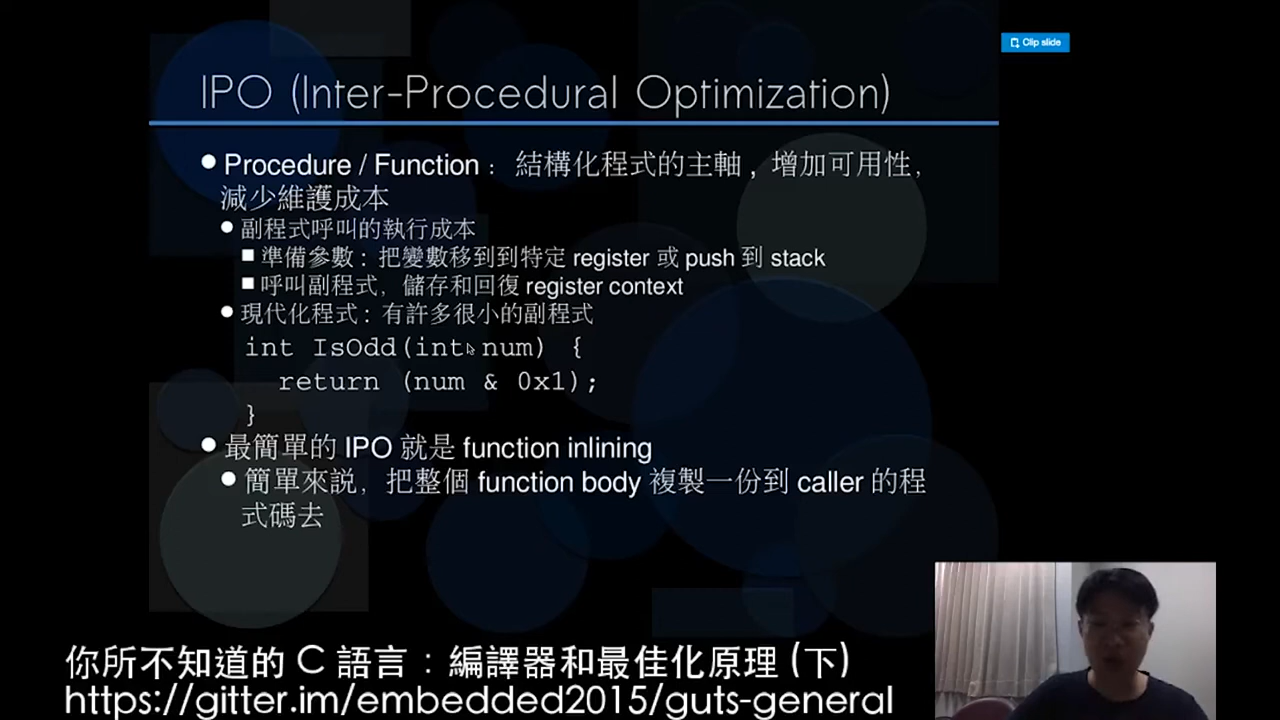 Clip slide
IPO (Inter-Procedural Optimization)
Procedure / Function： 結構化程式的主軸，增加可用性,
減少維護成本
副程式呼叫的執行成本
準備參數：把變數移到到特定 register 或 push 到 stack
呼叫副程式，儲存和回復 register context
現代化程式：有許多很小的副程式
int IsOdd(int num) {
return (num & 0x1);
}
最簡單的 IPO 就是 function inlining
簡單來說，把整個 function body 複製一份到 caller 的程
式碼去
你所不知道的 C 語言：編譯器和最佳化原理 (下)
https://gitter.im/embedded2015/guts-general